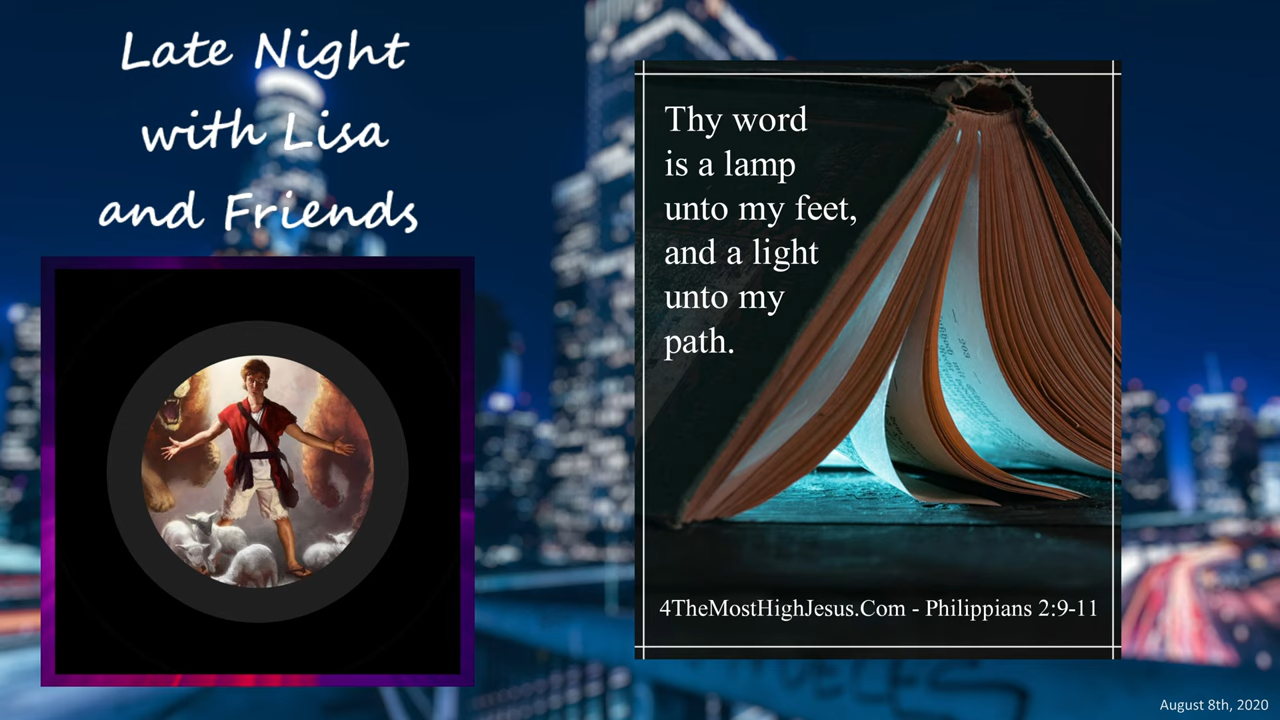 Late Night
with Lisa
and Friends
Thy word
is a lamp
unto my feet,
and a light
unto my
path.
4TheMostHighJesus.Com - Philippians 2:9-11
August 8th, 2020